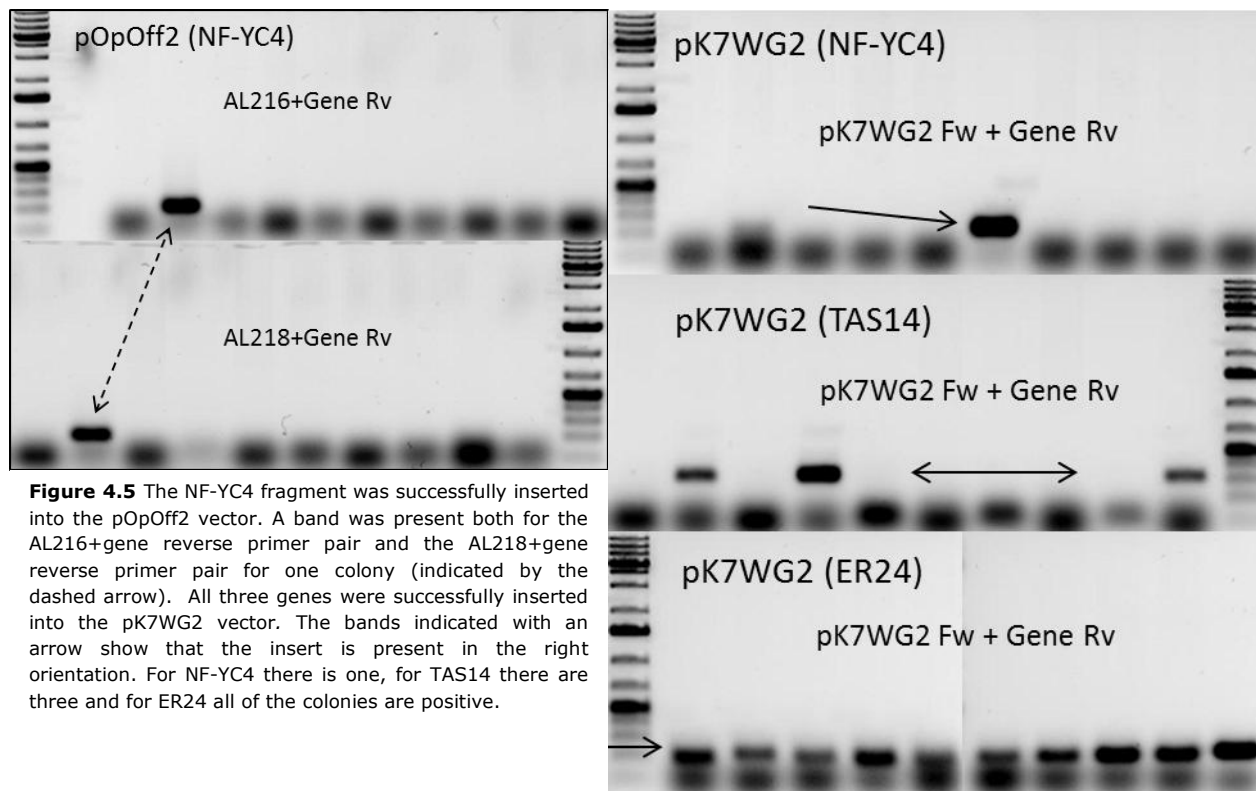 pOpOff2 (NF-YC4)
AL216+Gene Rv
AL218+Gene Rv
Figure 4.5 The NF-YC4 fragment was successfully inserted
into the pOpOff2 vector. A band was present both for the
AL216+gene reverse primer pair and the AL218+gene
reverse primer pair for one colony (indicated by the
dashed arrow). All three genes were successfully inserted
into the pK7WG2 vector. The bands indicated with an
arrow show that the insert is present in the right
orientation. For NF-YC4 there is one, for TAS14 there are
three and for ER24 all of the colonies are positive.
pK7WG2 (NF-YC4)
pK7WG2 Fw + Gene Rv
pK7WG2 (TAS14)
pK7WG2 Fw + Gene Rv
pK7WG2 (ER24)
pK7WG2 Fw + Gene Rv